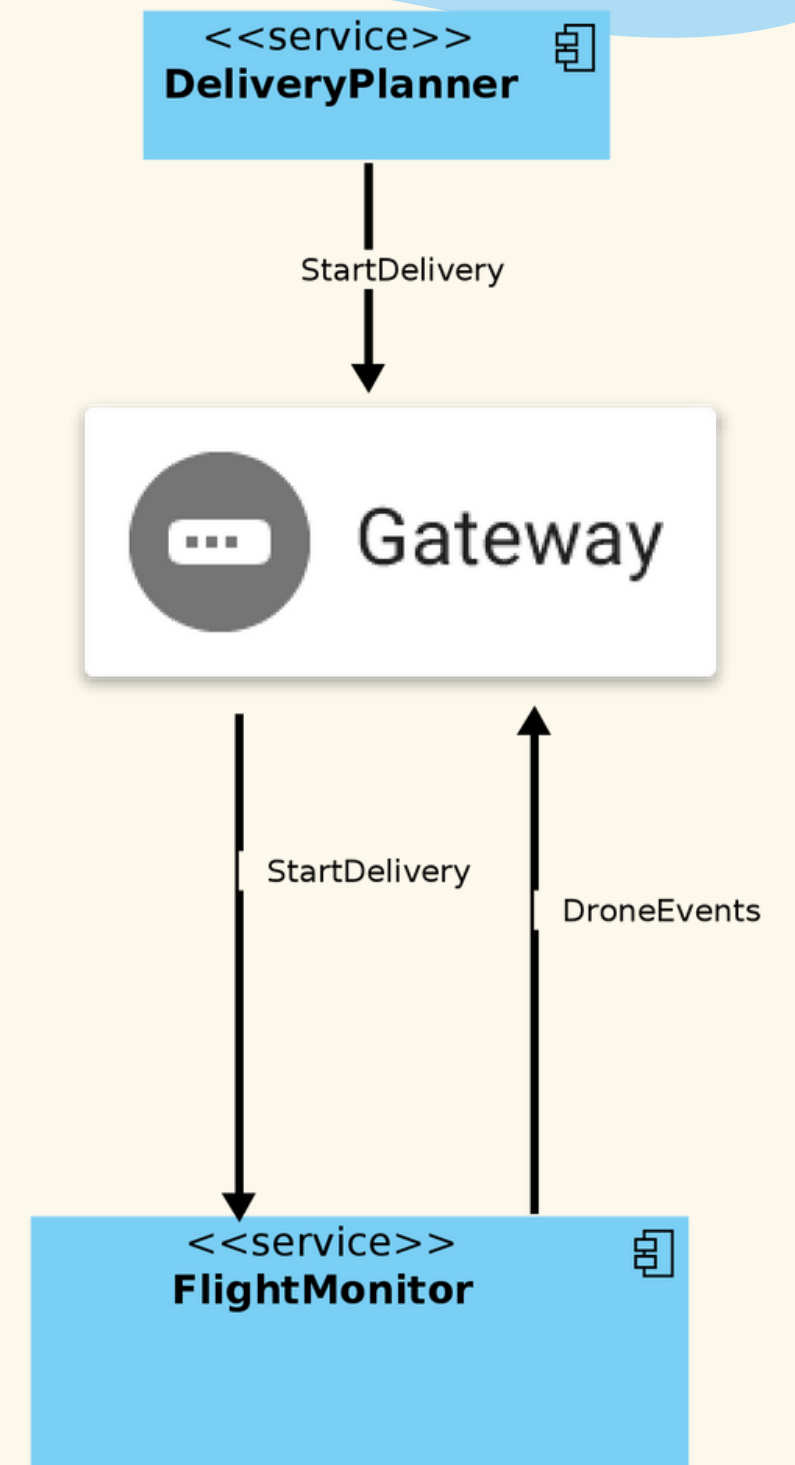 <<service>>
DeliveryPlanner
StartDelivery
Gateway
StartDelivery
DroneEvents
<<service>>
FlightMonitor